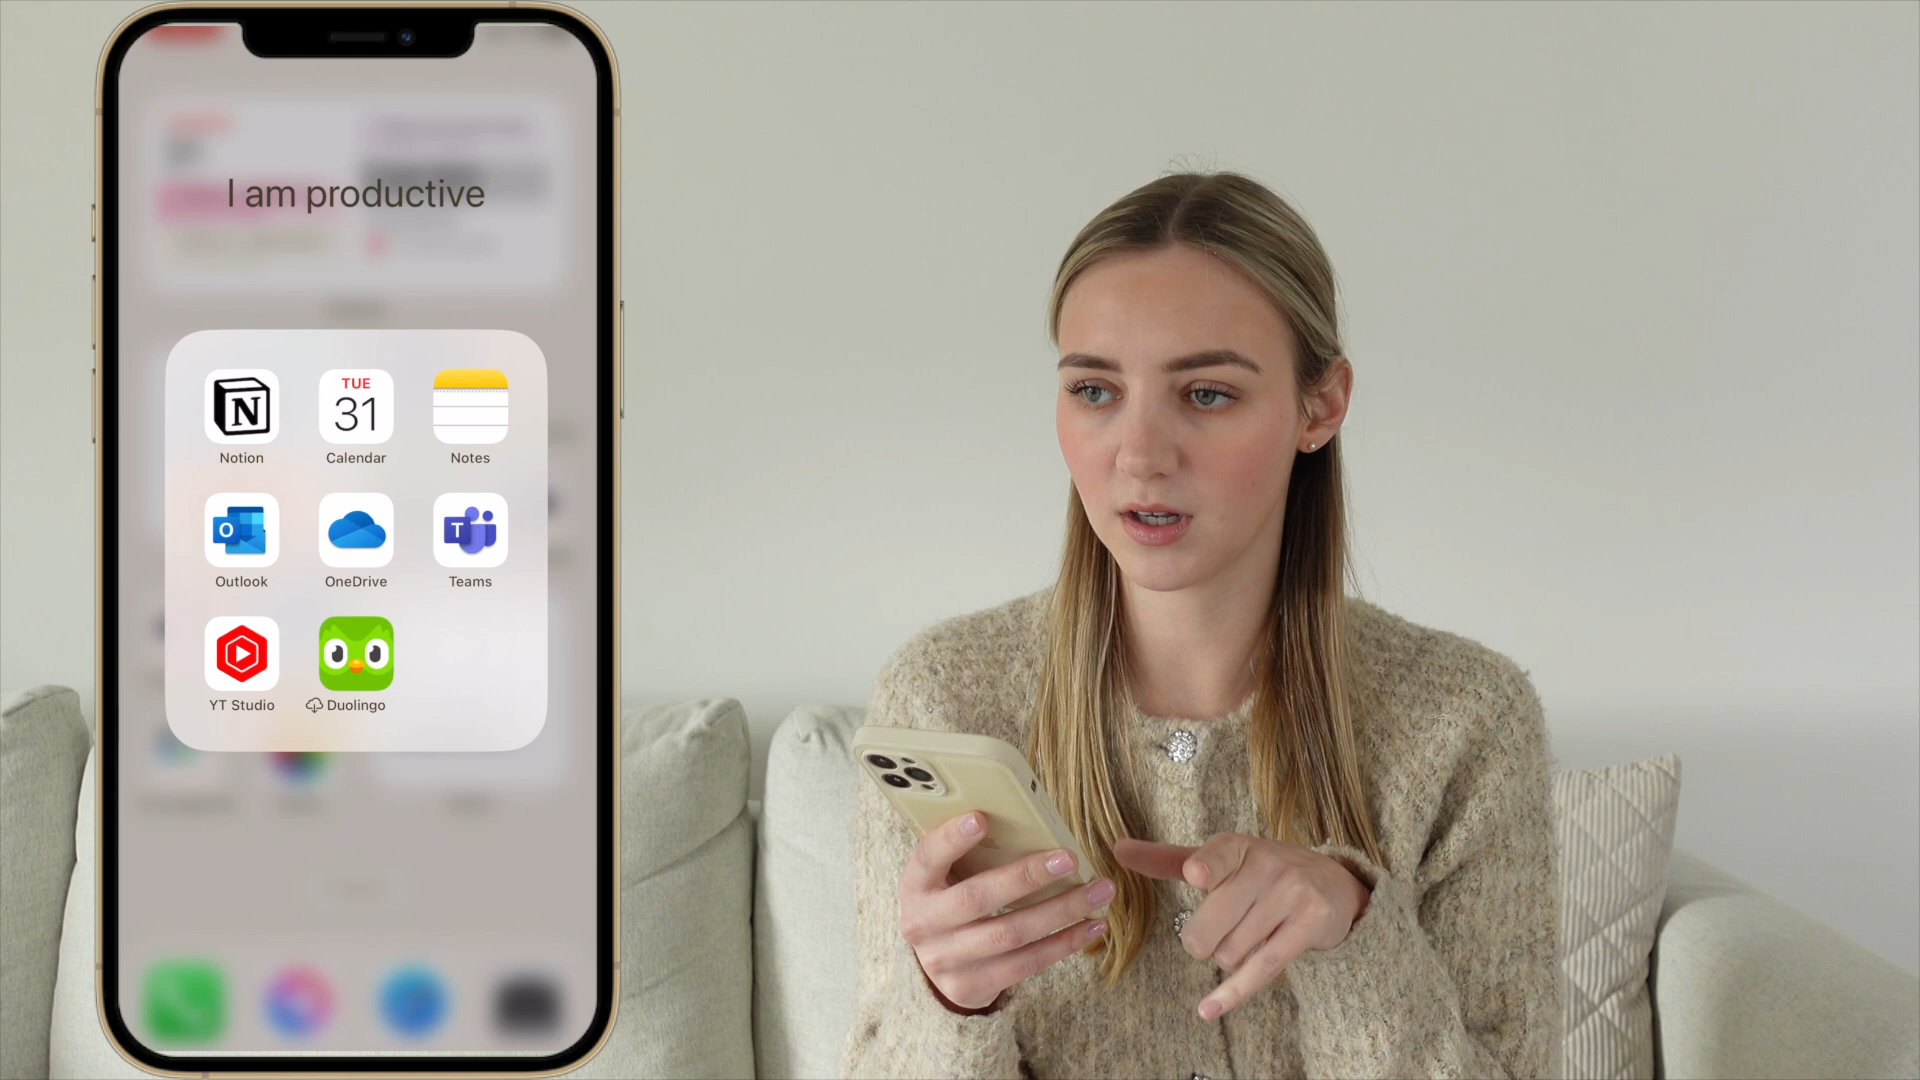 I am productive
N
TUE
31
Notion
Calendar
Notes
O
T
Outlook
OneDrive
Teams
YT Studio
Duolingo